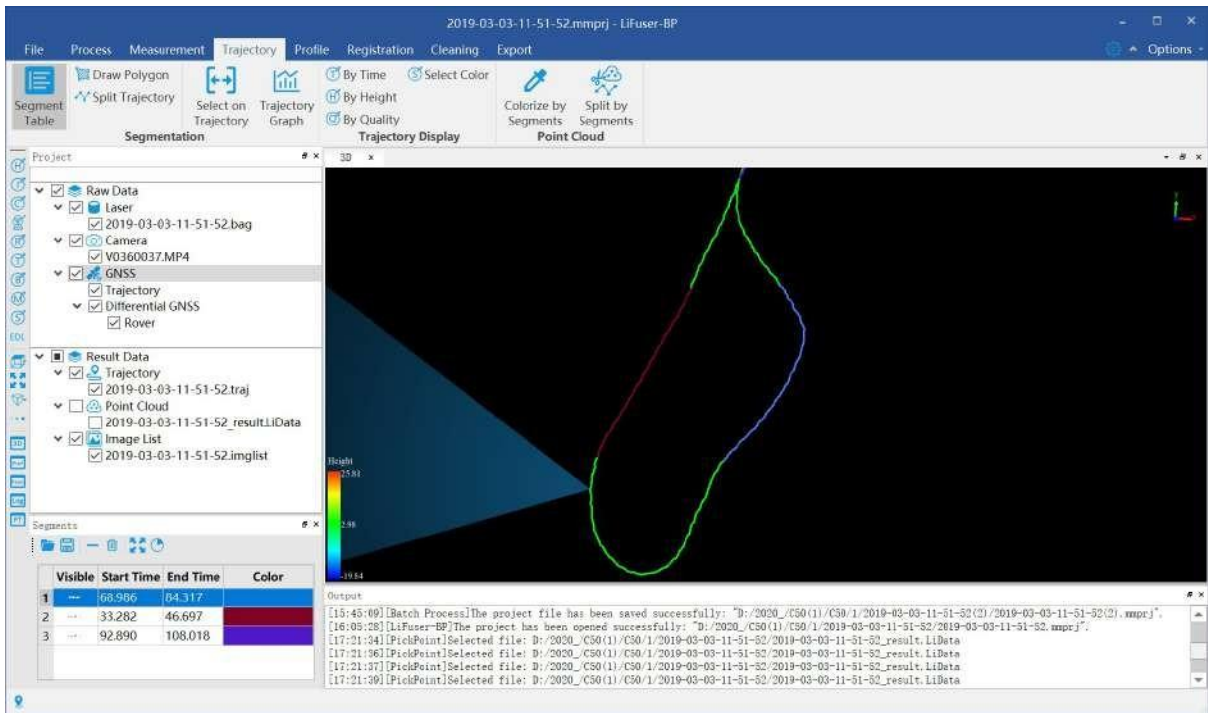 2019-03-03-11-51-52.mmprj - LiFuser-BP
File Process Measurement Trajectory Profile Registration Cleaning Export Options
Segment Table
Draw Polygon
Split Trajectory
Select on Trajectory
Trajectory Graph
Segmentation
By Time
Select Color
By Height
By Quality
Trajectory Display
Colorize by Segments
Split by Segments
Point Cloud
Project
Raw Data
Laser
2019-03-03-11-51-52.bag
Camera
V0360037.MP4
GNSS
Trajectory
Differential GNSS
Rover
Result Data
Trajectory
2019-03-03-11-51-52.traj
Point Cloud
2019-03-03-11-51-52_result.LiData
Image List
2019-03-03-11-51-52.imglist
EDL
3D
Segments
Visible Start Time End Time Color
1 68.986 84.317
2 33.282 46.697
3 92.890 108.018
3D
Height
25.81
2.98
-19.84
Output
[15:45:09][Batch Process]The project file has been saved successfully: "D:/2020_/C50(1)/C50/1/2019-03-03-11-51-52(2)/2019-03-03-11-51-52(2).mmprj".
[16:05:28][LiFuser-BP]The project has been opened successfully: "D:/2020_/C50(1)/C50/1/2019-03-03-11-51-52/2019-03-03-11-51-52.mmprj".
[17:21:34][PickPoint]Selected file: D:/2020_/C50(1)/C50/1/2019-03-03-11-51-52/2019-03-03-11-51-52_result.LiData
[17:21:36][PickPoint]Selected file: D:/2020_/C50(1)/C50/1/2019-03-03-11-51-52/2019-03-03-11-51-52_result.LiData
[17:21:37][PickPoint]Selected file: D:/2020_/C50(1)/C50/1/2019-03-03-11-51-52/2019-03-03-11-51-52_result.LiData
[17:21:39][PickPoint]Selected file: D:/2020_/C50(1)/C50/1/2019-03-03-11-51-52/2019-03-03-11-51-52_result.LiData